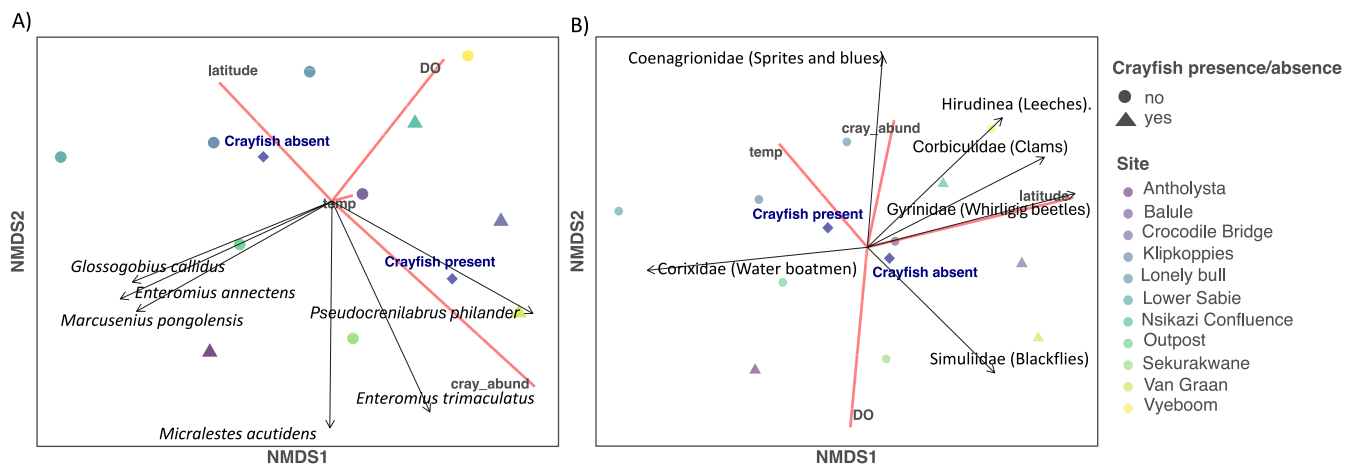 A)
latitude
DO
Crayfish absent
temp
Crayfish present
Glossogobius callidus
Enteromius annectens
Marcusenius pongolensis
Pseudocrenilabrus philander
cray_abund
Enteromius trimaculatus
Micralestes acutidens
NMDS1
NMDS2
B)
Coenagrionidae (Sprites and blues)
Hirudinea (Leeches).
cray_abund
Corbiculidae (Clams)
temp
latitude
Gyrinidae (Whirligig beetles)
Crayfish present
Corixidae (Water boatmen)
Crayfish absent
Simuliidae (Blackflies)
DO
NMDS1
NMDS2
Crayfish presence/absence
no
yes
Site
Antholysta
Balule
Crocodile Bridge
Klipkoppies
Lonely bull
Lower Sabie
Nsikazi Confluence
Outpost
Sekurakwane
Van Graan
Vyeboom